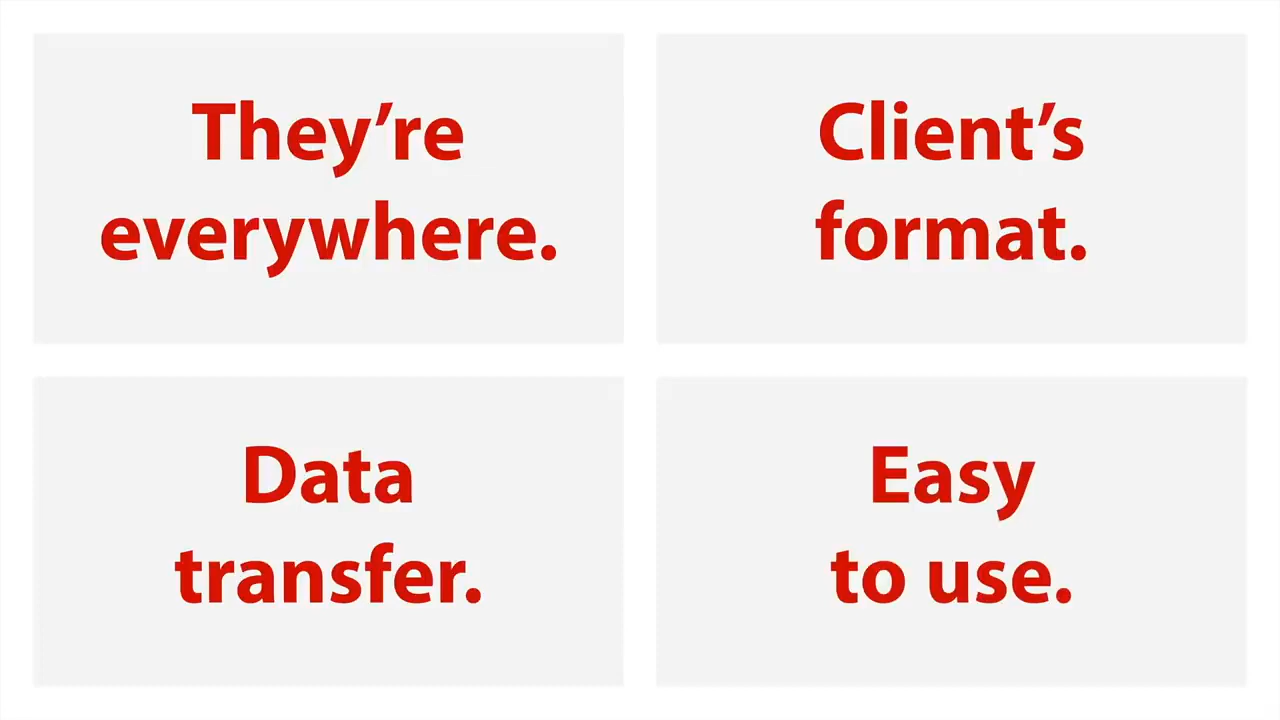 They’re
everywhere.
Client’s
format.
Data
transfer.
Easy
to use.